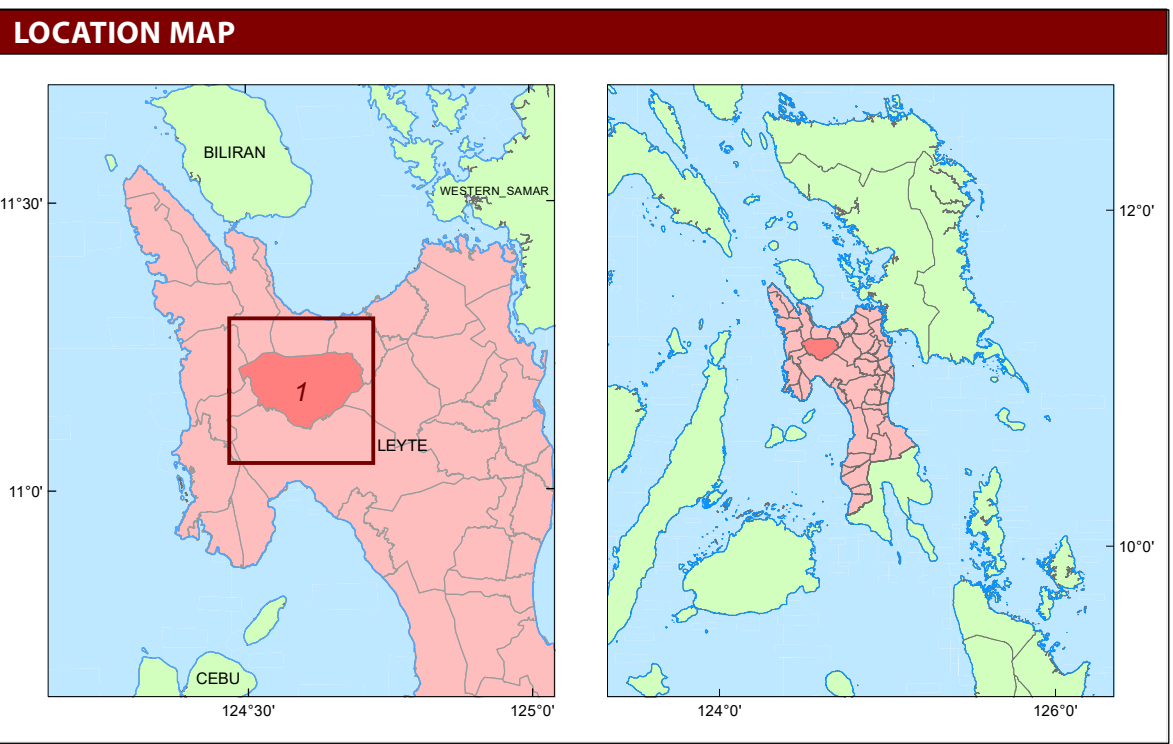 LOCATION MAP
BILIRAN
WESTERN_SAMAR
11°30'
1
LEYTE
11°0'
CEBU
124°30'
125°0'
12°0'
10°0'
124°0'
126°0'